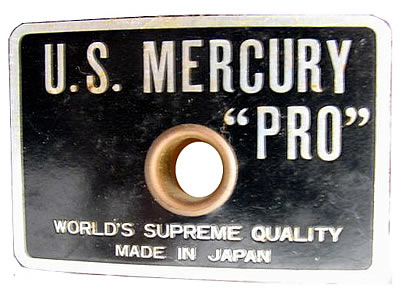 U.S. MERCURY
"PRO"
WORLD'S SUPREME QUALITY
MADE IN JAPAN